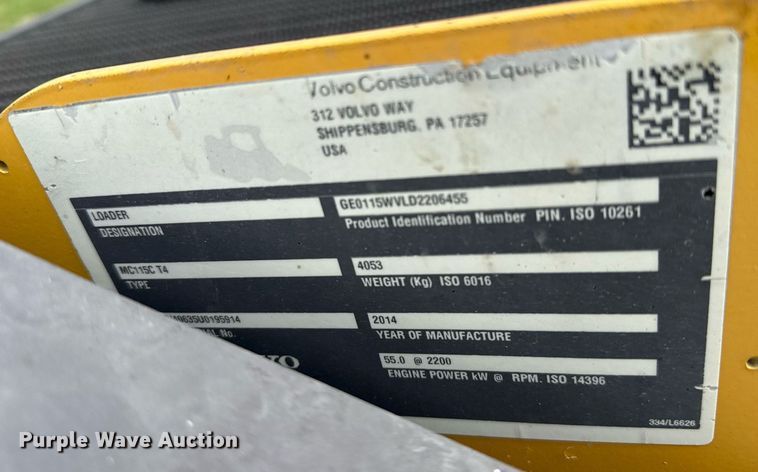 Volvo Construction Equipment
312 VOLVO WAY
SHIPPENSBURG, PA 17257
USA
LOADER
DESIGNATION
GE0115WVLD2206455
Product Identification Number PIN. ISO 10261
MC115C T4
TYPE
4053
WEIGHT (Kg) ISO 6016
No.
2014
YEAR OF MANUFACTURE
55.0 @ 2200
ENGINE POWER kW @ RPM. ISO 14396
334/L6626
Purple Wave Auction